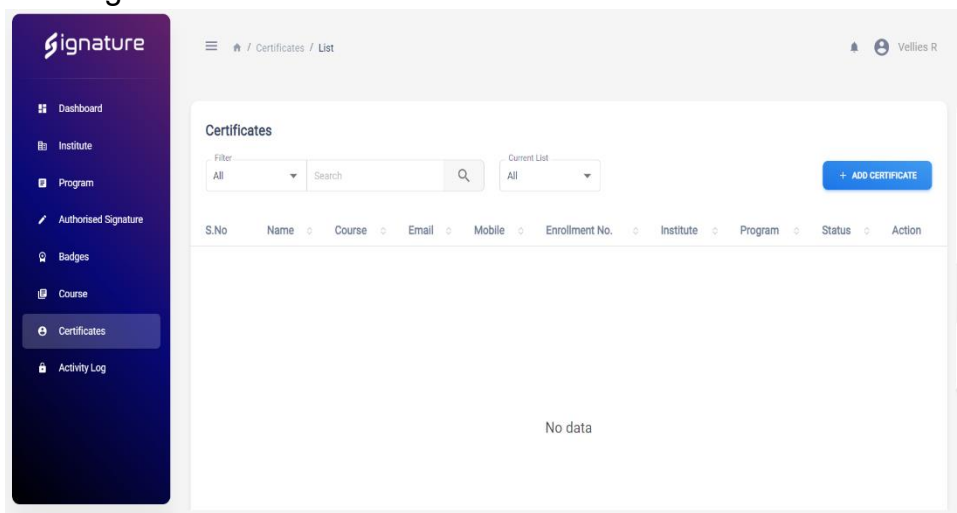 Signature
/ Certificates / List
Vellies R
Dashboard
Institute
Program
Authorised Signature
Badges
Course
Certificates
Activity Log
Certificates
Filter
All
Search
Current List
All
+ ADD CERTIFICATE
S.No Name Course Email Mobile Enrollment No. Institute Program Status Action
No data